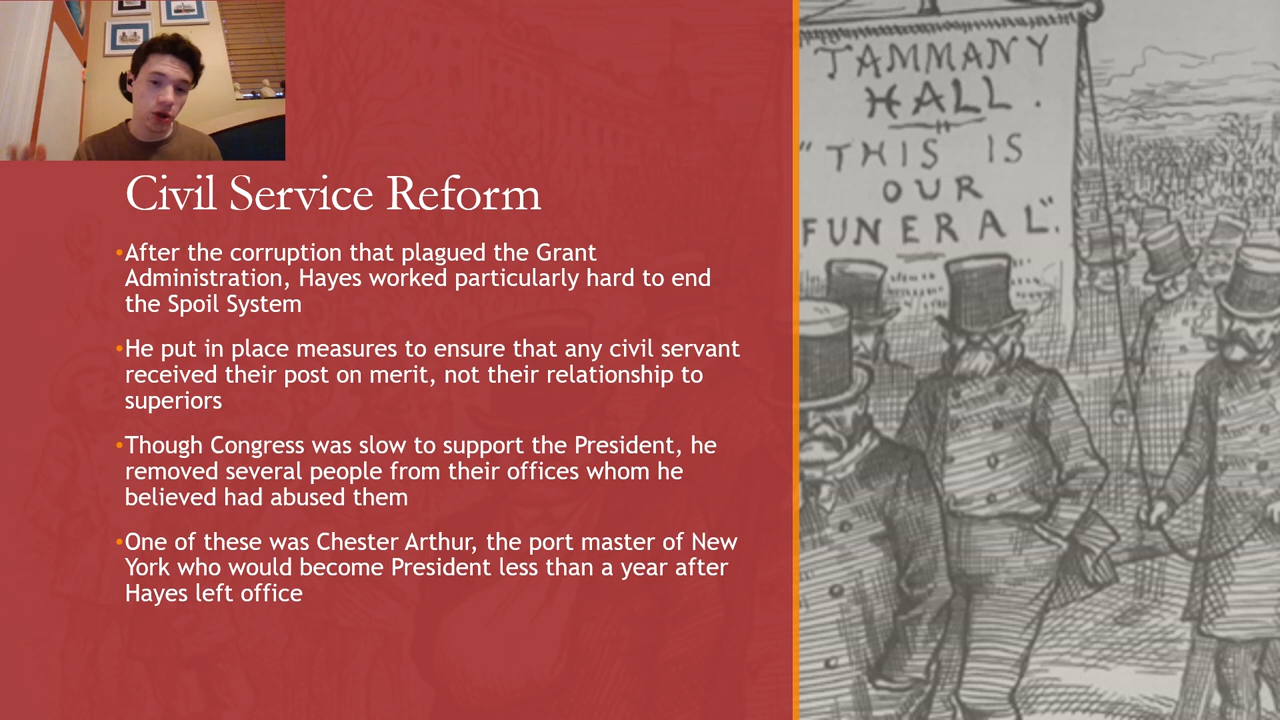 Civil Service Reform
•After the corruption that plagued the Grant
Administration, Hayes worked particularly hard to end
the Spoil System
•He put in place measures to ensure that any civil servant
received their post on merit, not their relationship to
superiors
•Though Congress was slow to support the President, he
removed several people from their offices whom he
believed had abused them
•One of these was Chester Arthur, the port master of New
York who would become President less than a year after
Hayes left office
TAMMANY
HALL.
"THIS IS
OUR
FUNERAL".